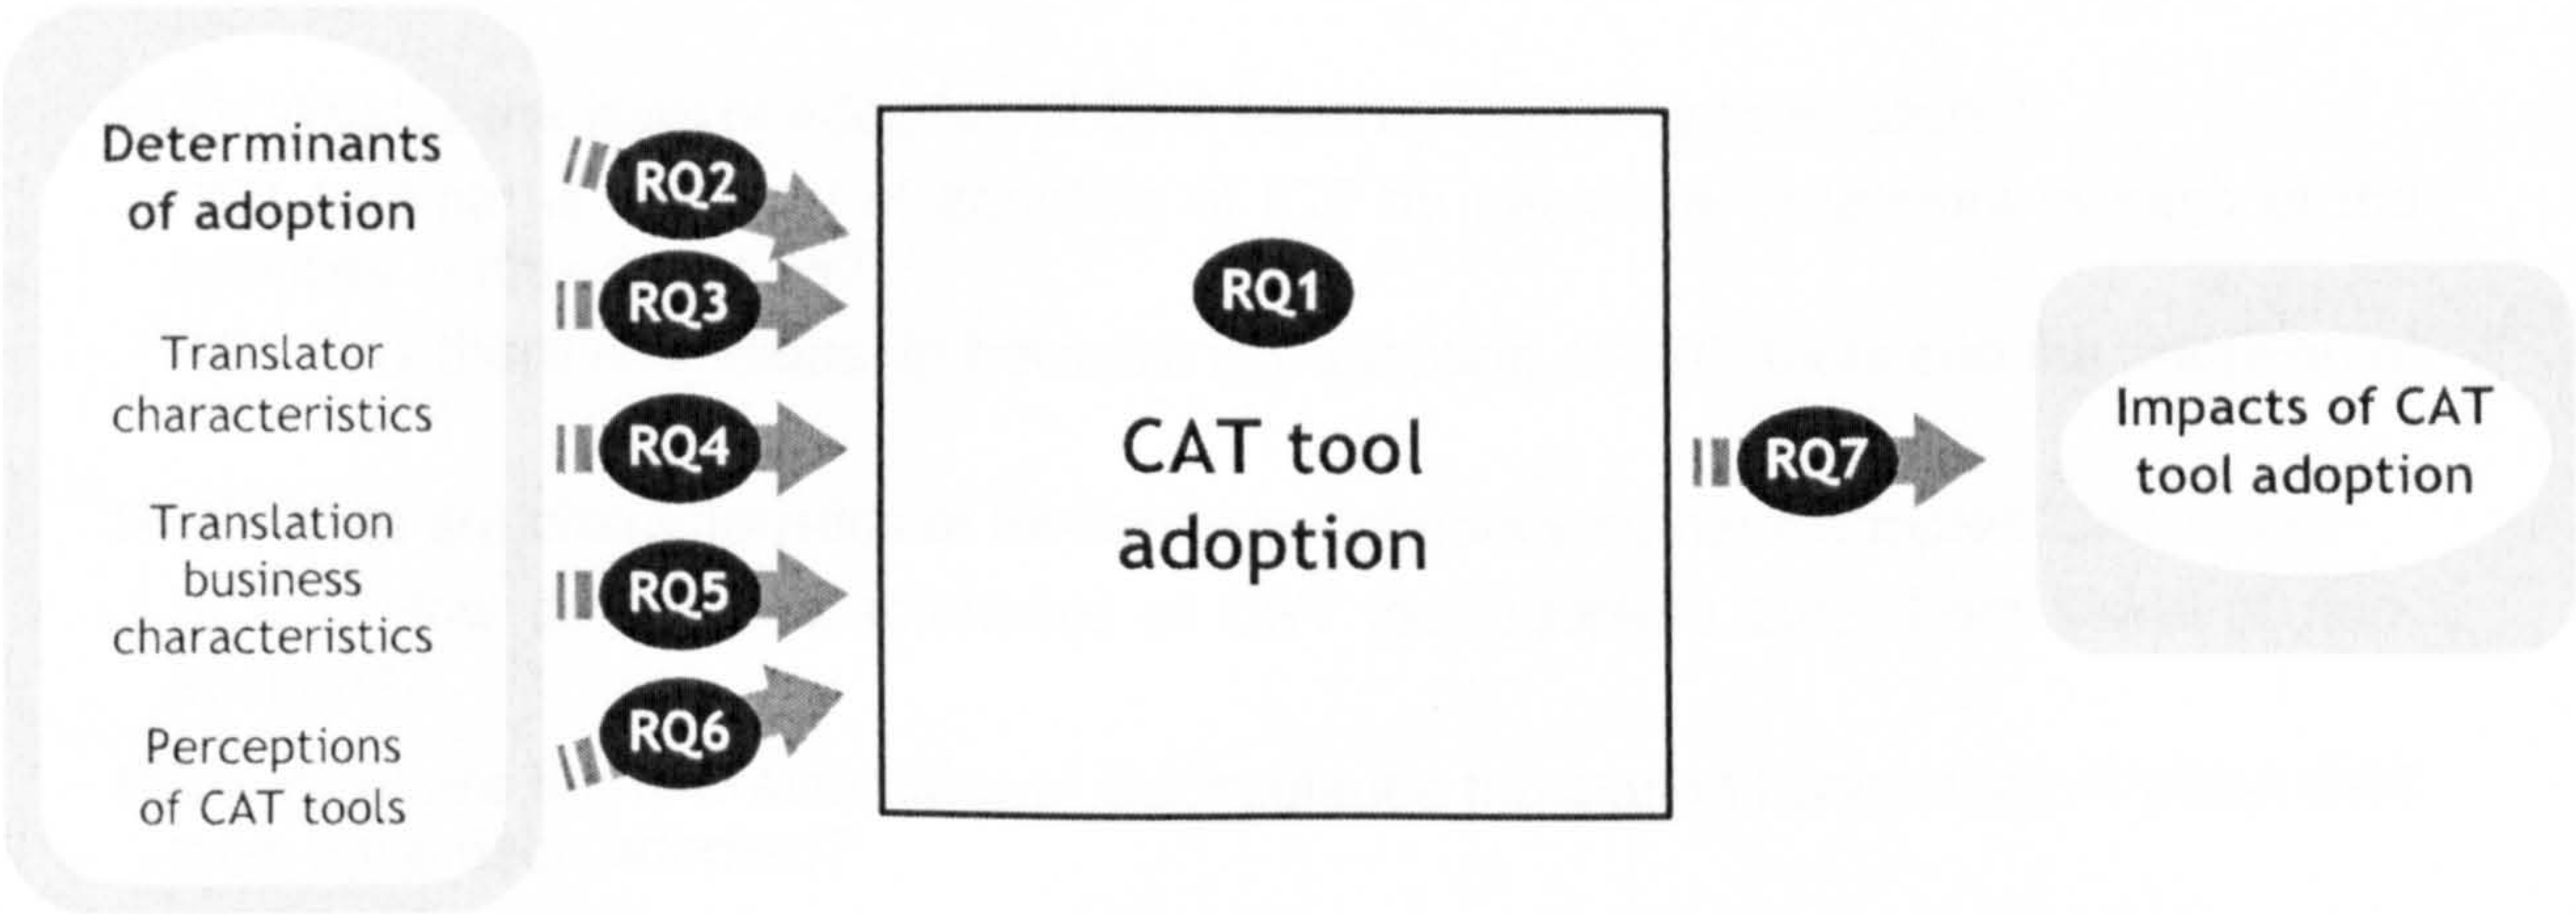 Determinants
of adoption
Translator
characteristics
Translation
business
characteristics
Perceptions
of CAT tools
RQ2
RQ3
RQ4
RQ5
RQ6
RQ1
CAT tool
adoption
RQ7
Impacts of CAT
tool adoption